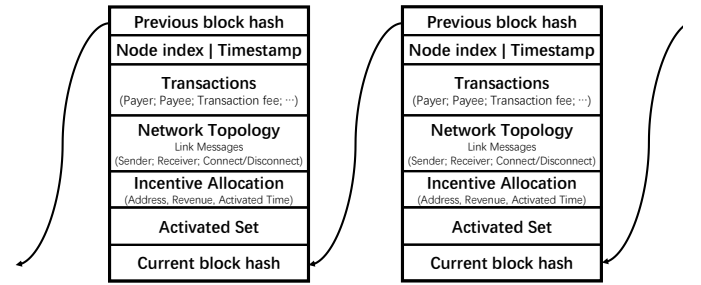 Previous block hash
Node index | Timestamp
Transactions
(Payer; Payee; Transaction fee; ···)
Network Topology
Link Messages
(Sender; Receiver; Connect/Disconnect)
Incentive Allocation
(Address, Revenue, Activated Time)
Activated Set
Current block hash
Previous block hash
Node index | Timestamp
Transactions
(Payer; Payee; Transaction fee; ···)
Network Topology
Link Messages
(Sender; Receiver; Connect/Disconnect)
Incentive Allocation
(Address, Revenue, Activated Time)
Activated Set
Current block hash